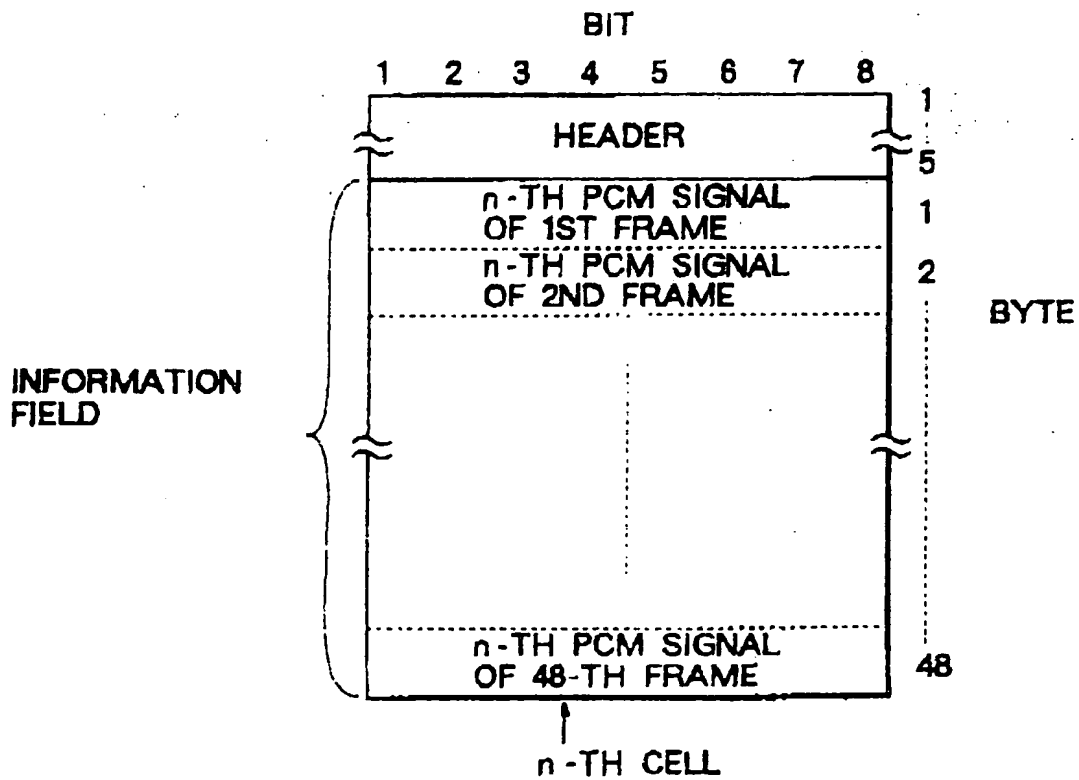 BIT
1 2 3 4 5 6 7 8
1
HEADER
5
n-TH PCM SIGNAL
OF 1ST FRAME
1
n-TH PCM SIGNAL
OF 2ND FRAME
2
BYTE
INFORMATION
FIELD
n-TH PCM SIGNAL
OF 48-TH FRAME
48
n-TH CELL